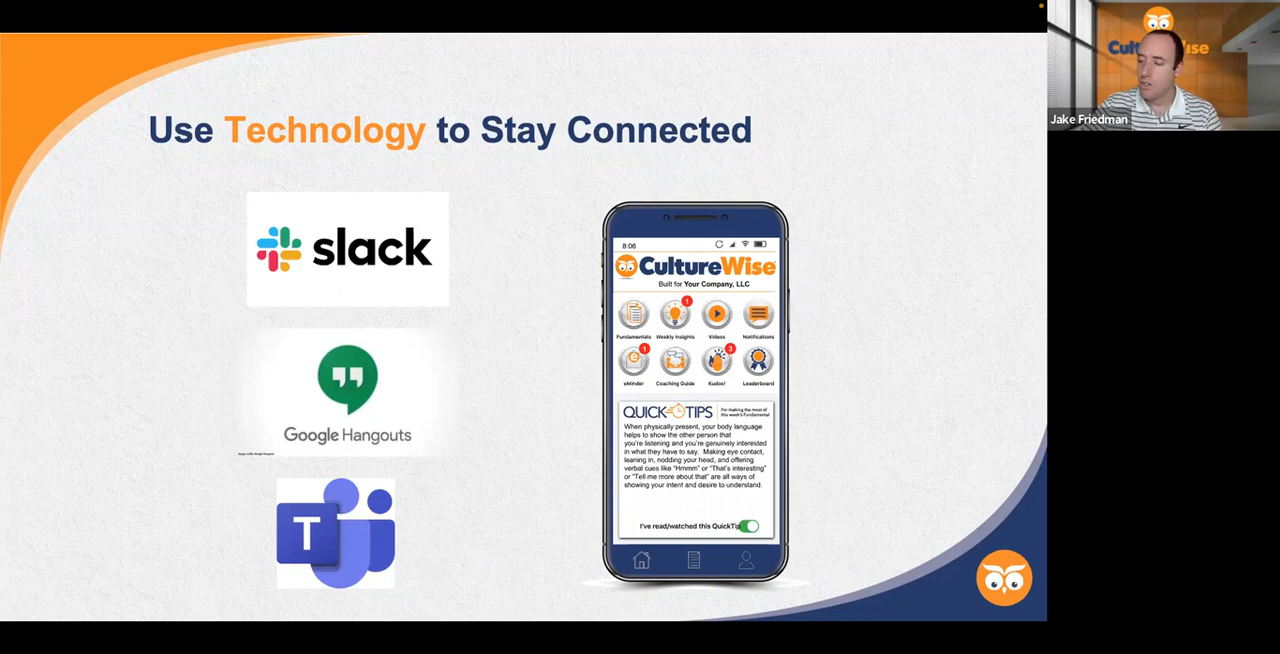 Use Technology to Stay Connected
slack
Google Hangouts
T
8:06
CultureWise
Built for Your Company, LLC
1
Fundamentals Weekly Insights Videos Notifications
1 3
eMinder Coaching Guide Kudos! Leaderboard
QUICK TIPS
For making the most of
this week's Fundamental
When physically present, your body language
helps to show the other person that
you're listening and you're genuinely interested
in what they have to say. Making eye contact,
leaning in, nodding your head, and offering
verbal cues like "Hmmm" or "That's interesting"
or "Tell me more about that" are all ways of
showing your intent and desire to understand.
I've read/watched this QuickTip
Jake Friedman